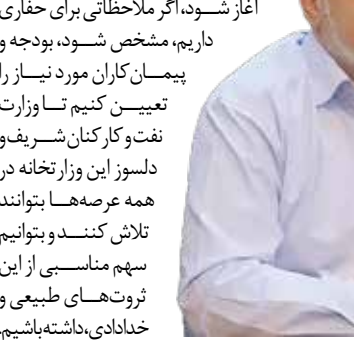 آغاز شود،اگر ملاحظاتی برای حفاری
داریم، مشخص شود، بودجه و
پیمانکاران مورد نیاز را
تعیین کنیم تا وزارت
نفت و کارکنان شریف و
دلسوز این وزارتخانه در
همه عرصه‌ها بتوانند
تلاش کنند و بتوانیم
سهم مناسبی از این
ثروت‌های طبیعی و
خدادادی،داشته‌باشیم.